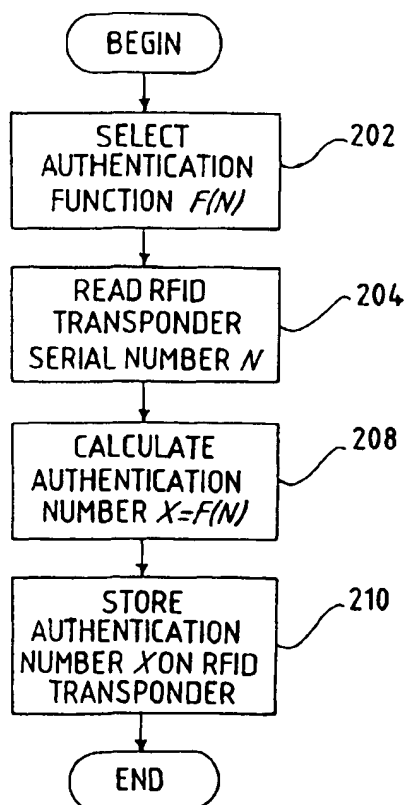 BEGIN
SELECT
AUTHENTICATION
FUNCTION F(N)
202
READ RFID
TRANSPONDER
SERIAL NUMBER N
204
CALCULATE
AUTHENTICATION
NUMBER X=F(N)
208
STORE
AUTHENTICATION
NUMBER X ON RFID
TRANSPONDER
210
END